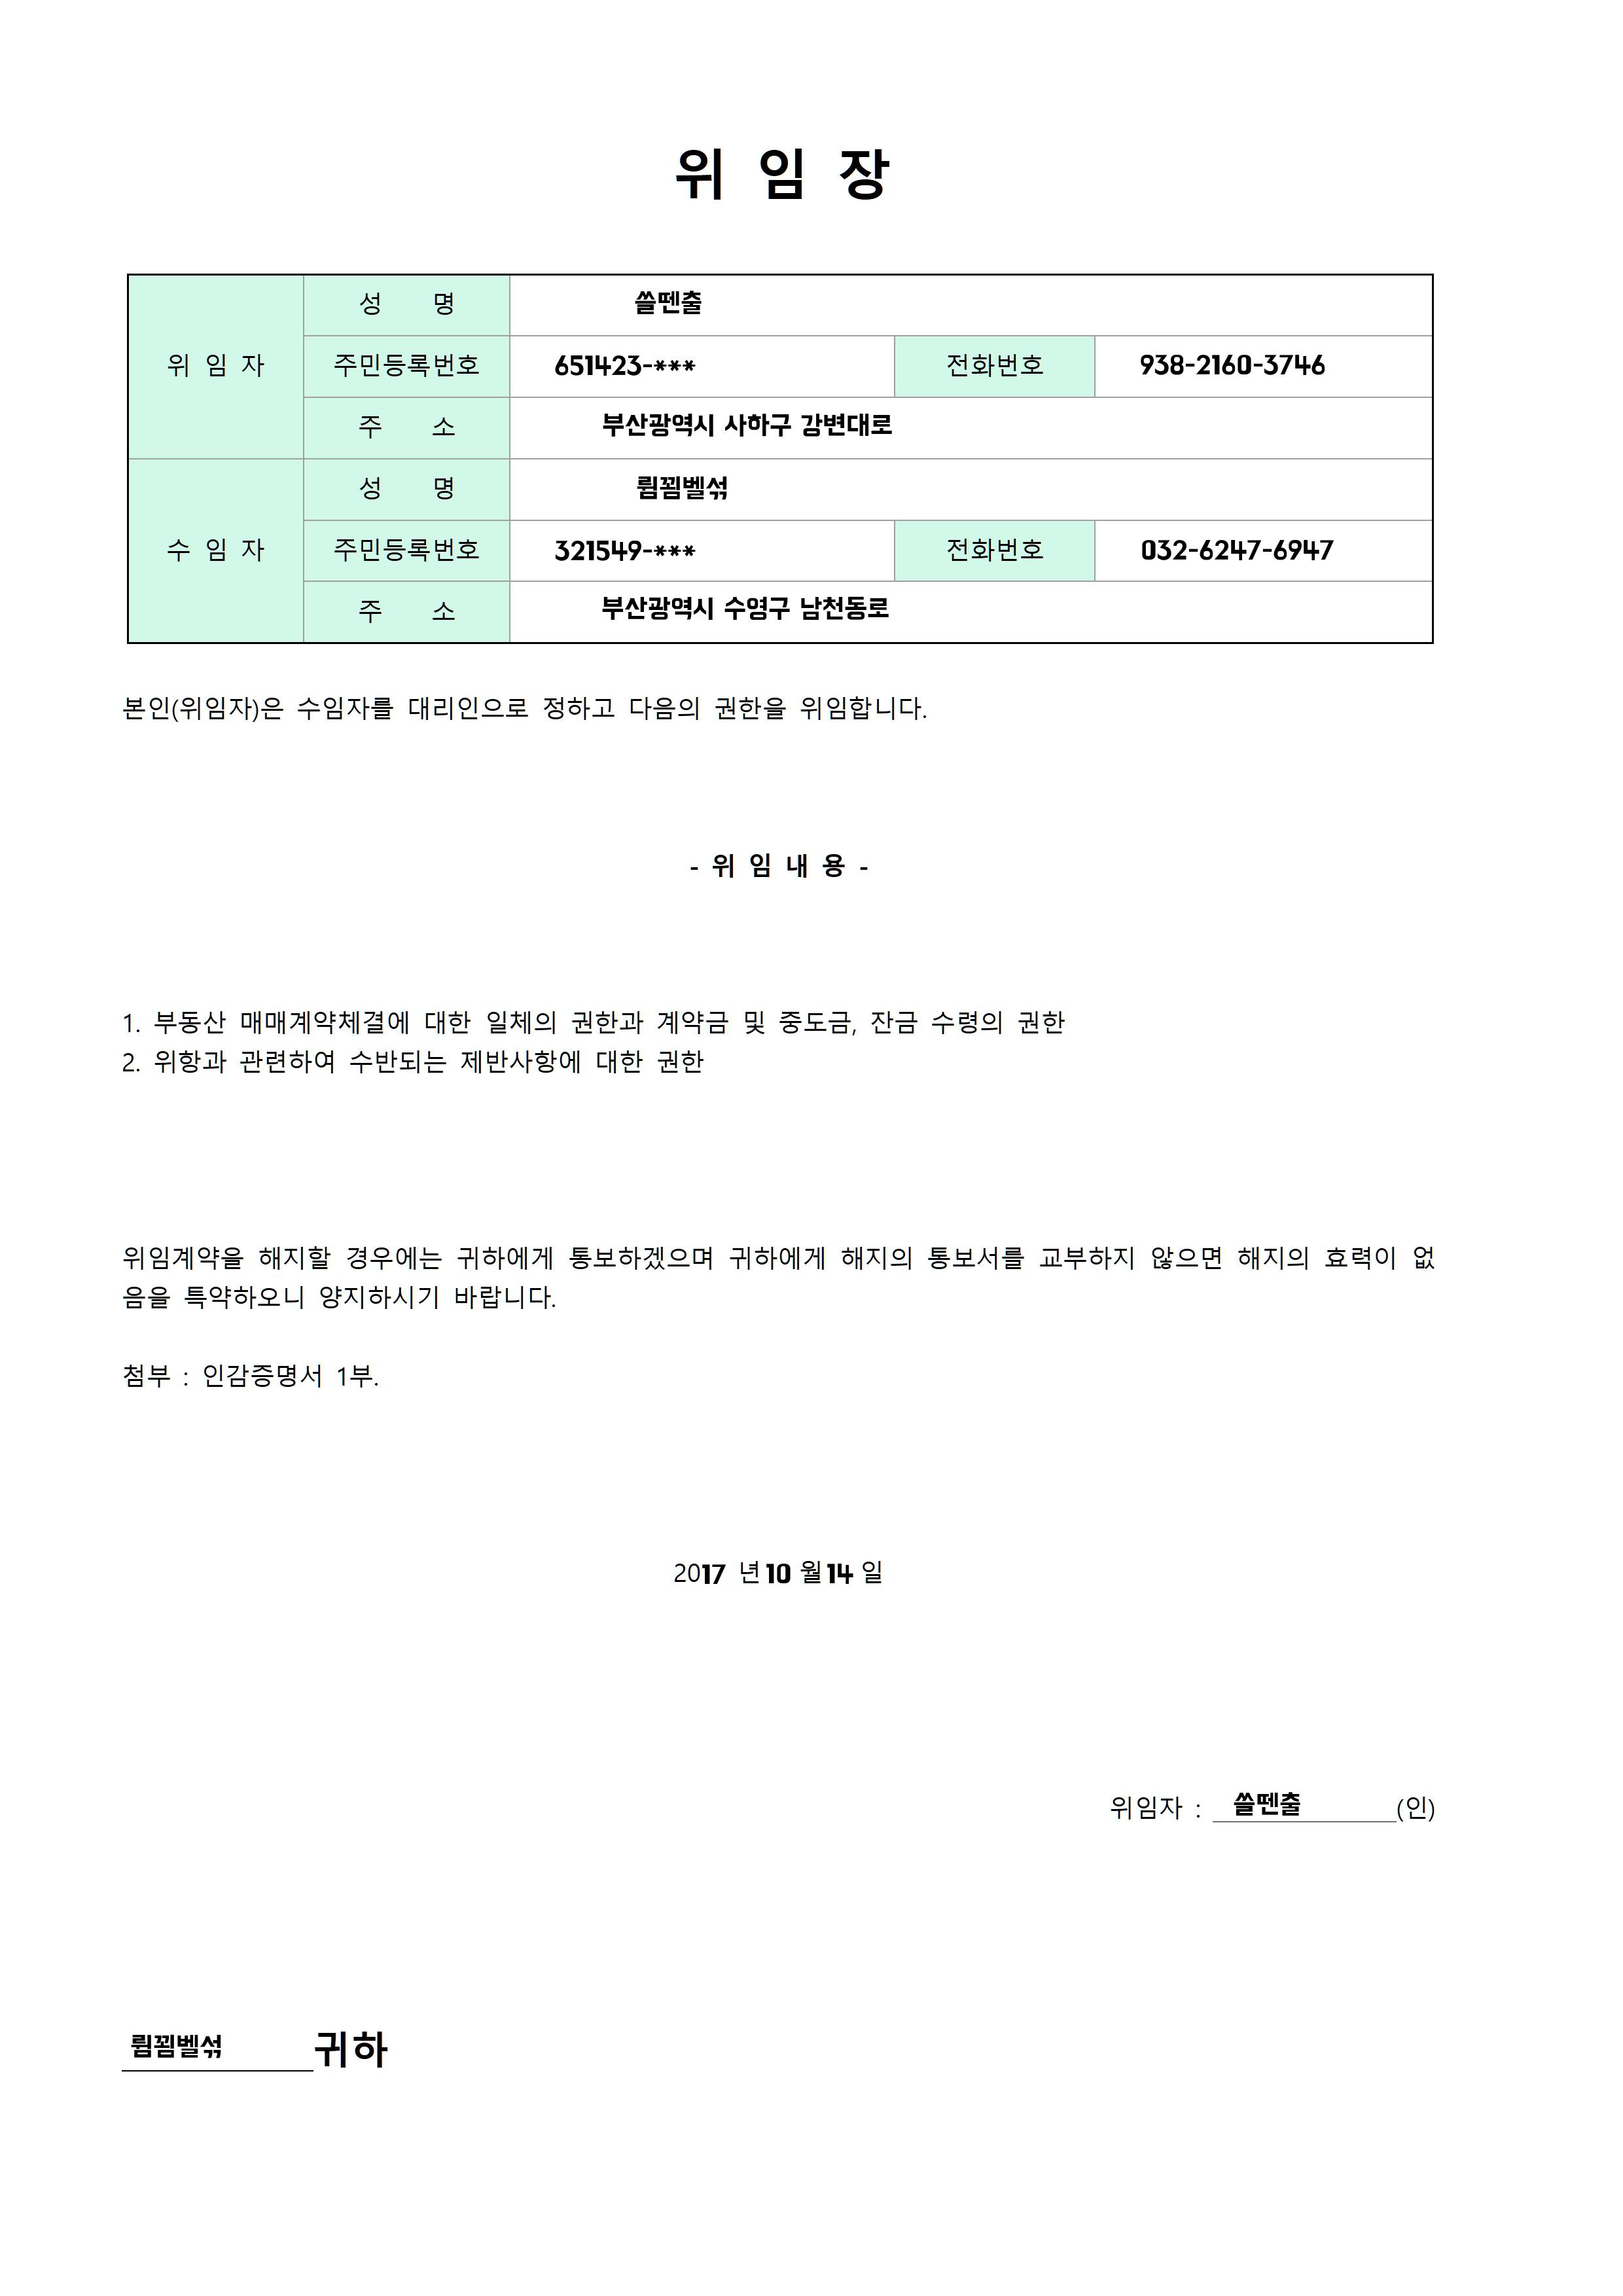 위 임 장
위 임 자
성 명 쓸뗀출
주민등록번호 651423-*** 전화번호 938-2160-3746
주 소 부산광역시 사하구 강변대로
수 임 자
성 명 륌꾐벨섞
주민등록번호 321549-*** 전화번호 032-6247-6947
주 소 부산광역시 수영구 남천동로
본인(위임자)은 수임자를 대리인으로 정하고 다음의 권한을 위임합니다.
- 위 임 내 용 -
1. 부동산 매매계약체결에 대한 일체의 권한과 계약금 및 중도금, 잔금 수령의 권한
2. 위항과 관련하여 수반되는 제반사항에 대한 권한
위임계약을 해지할 경우에는 귀하에게 통보하겠으며 귀하에게 해지의 통보서를 교부하지 않으면 해지의 효력이 없
음을 특약하오니 양지하시기 바랍니다.
첨부 : 인감증명서 1부.
2017 년 10 월 14 일
위임자 : 쓸뗀출 (인)
륌꾐벨섞 귀하